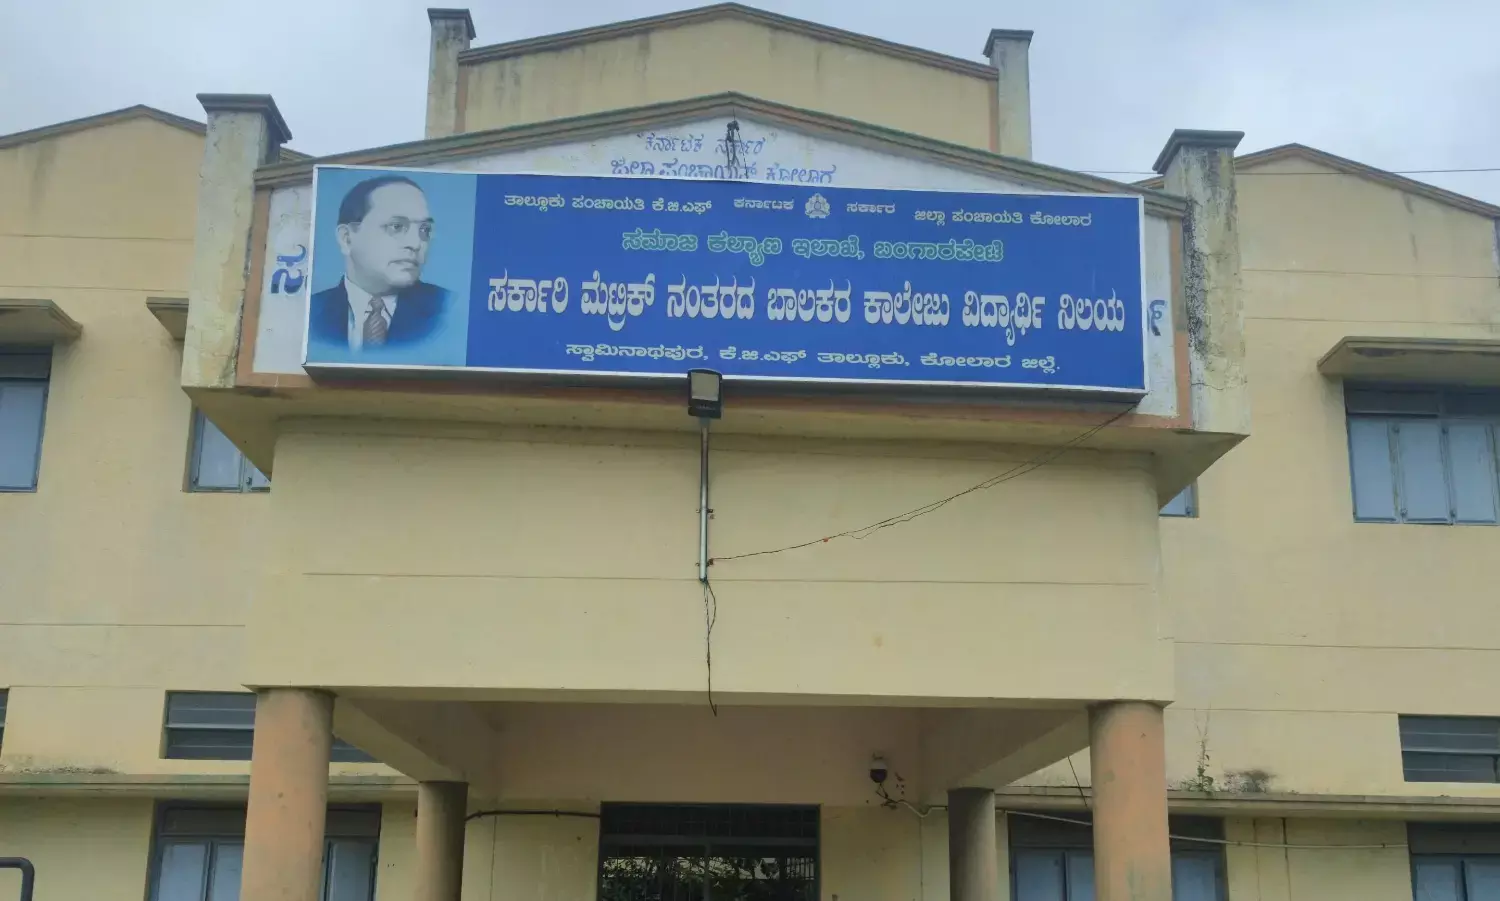 "ಕರ್ನಾಟಕ ಸರ್ಕಾರ"
ಜಿಲ್ಲಾ ಪಂಚಾಯತ್ ಕೋಲಾರ
ತಾಲ್ಲೂಕು ಪಂಚಾಯತಿ ಕೆ.ಜಿ.ಎಫ್ ಕರ್ನಾಟಕ ಸರ್ಕಾರ ಜಿಲ್ಲಾ ಪಂಚಾಯತಿ ಕೋಲಾರ
ಸಮಾಜ ಕಲ್ಯಾಣ ಇಲಾಖೆ, ಬಂಗಾರಪೇಟೆ
ಸರ್ಕಾರಿ ಮೆಟ್ರಿಕ್ ನಂತರದ ಬಾಲಕರ ಕಾಲೇಜು ವಿದ್ಯಾರ್ಥಿ ನಿಲಯ
ಸ್ವಾಮಿನಾಥಪುರ, ಕೆ.ಜಿ.ಎಫ್ ತಾಲ್ಲೂಕು, ಕೋಲಾರ ಜಿಲ್ಲೆ.